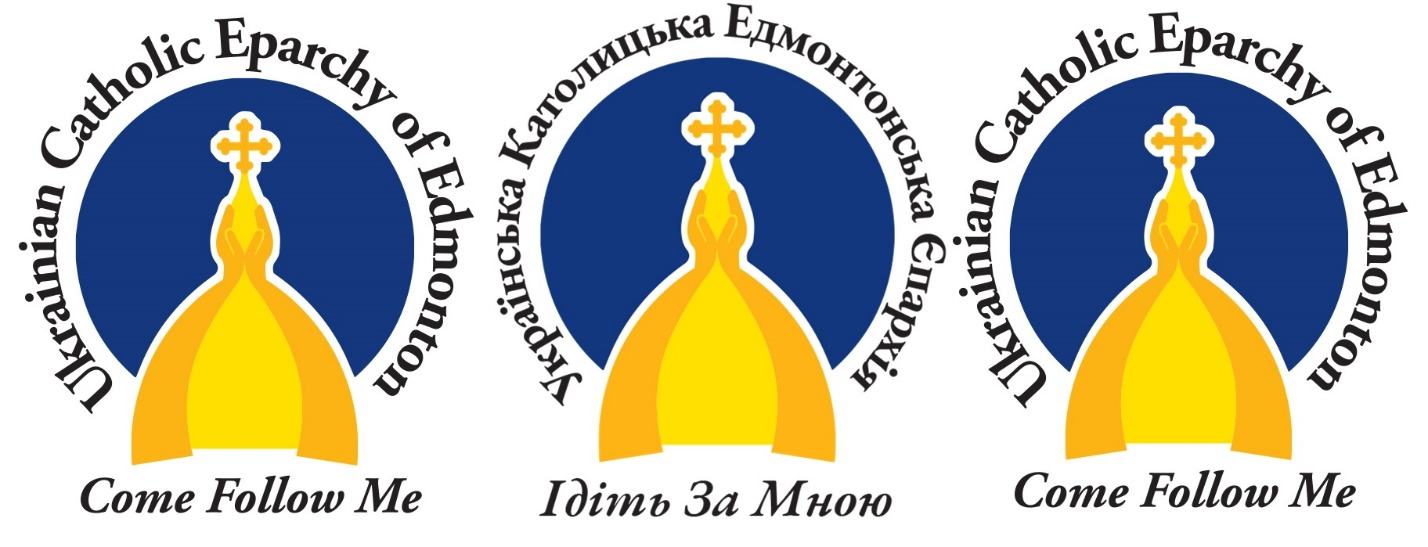 Ukrainian Catholic Eparchy of Edmonton
Come Follow Me
Українська Католицька Едмонтонська Єпархія
Ідіть За Мною
Ukrainian Catholic Eparchy of Edmonton
Come Follow Me